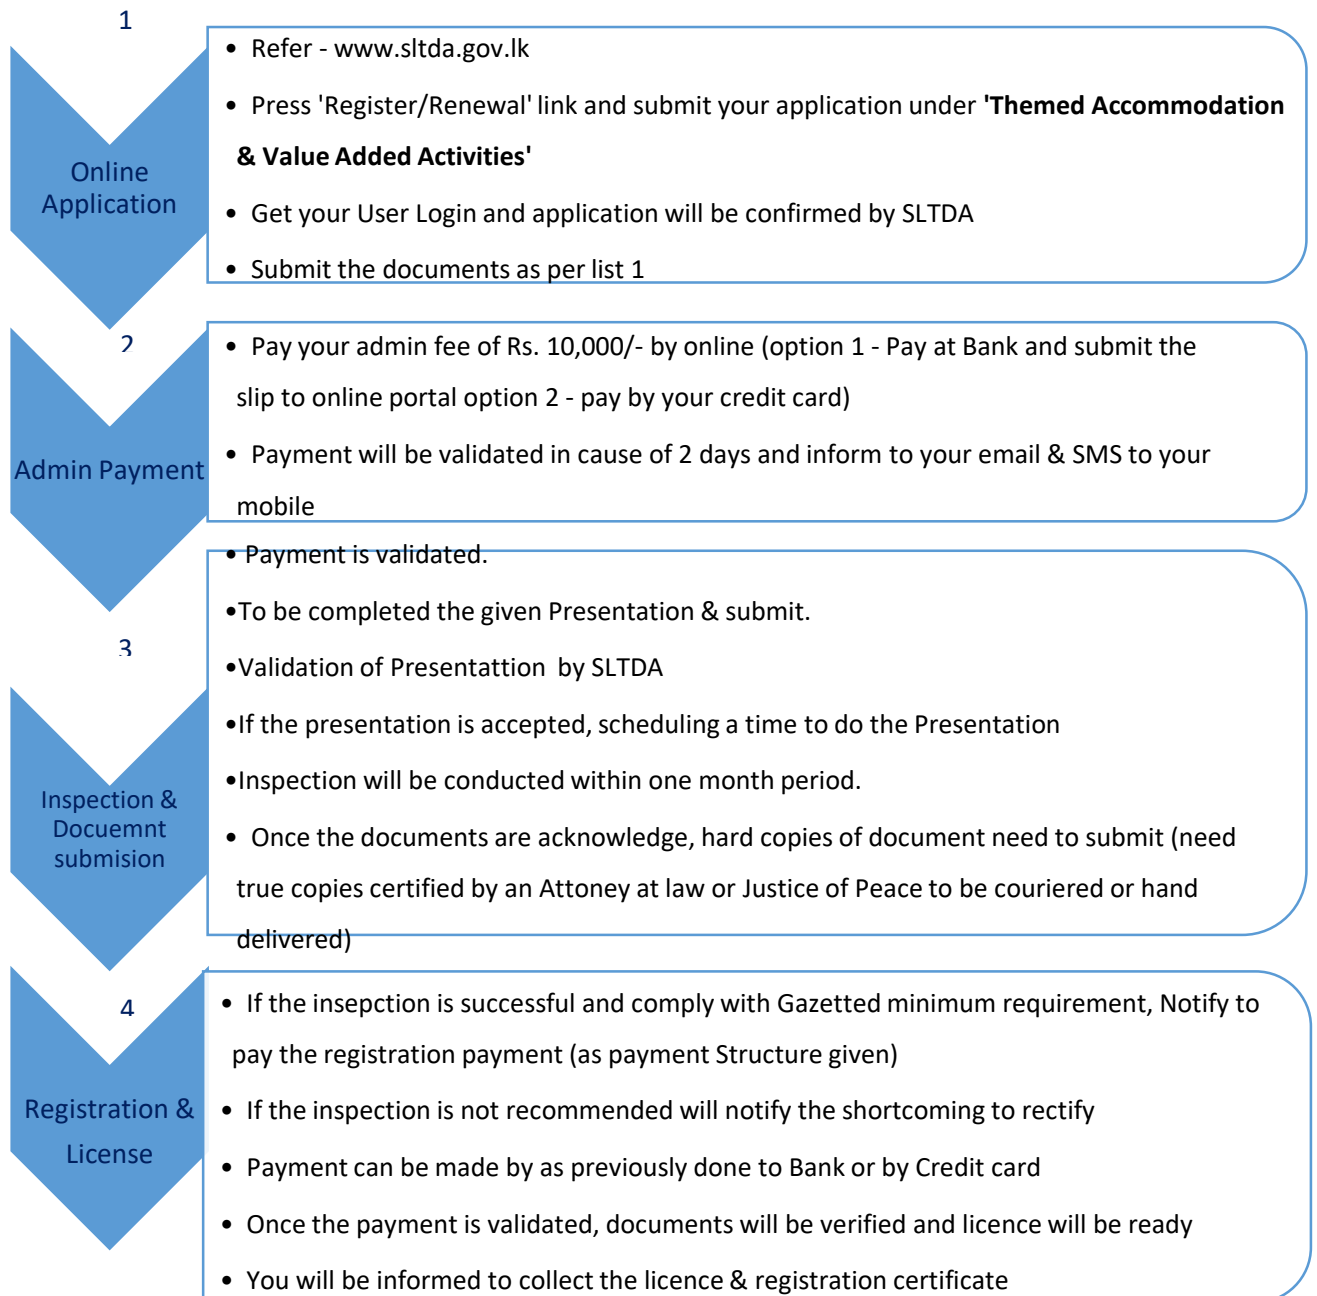 1
Online
Application
• Refer - www.sltda.gov.lk
• Press 'Register/Renewal' link and submit your application under 'Themed Accommodation
& Value Added Activities'
• Get your User Login and application will be confirmed by SLTDA
• Submit the documents as per list 1
2
Admin Payment
• Pay your admin fee of Rs. 10,000/- by online (option 1 - Pay at Bank and submit the
slip to online portal option 2 - pay by your credit card)
• Payment will be validated in cause of 2 days and inform to your email & SMS to your
mobile
3
Inspection &
Docuemnt
submision
• Payment is validated.
•To be completed the given Presentation & submit.
•Validation of Presentattion by SLTDA
•If the presentation is accepted, scheduling a time to do the Presentation
•Inspection will be conducted within one month period.
• Once the documents are acknowledge, hard copies of document need to submit (need
true copies certified by an Attoney at law or Justice of Peace to be couriered or hand
delivered)
4
Registration &
License
• If the insepction is successful and comply with Gazetted minimum requirement, Notify to
pay the registration payment (as payment Structure given)
• If the inspection is not recommended will notify the shortcoming to rectify
• Payment can be made by as previously done to Bank or by Credit card
• Once the payment is validated, documents will be verified and licence will be ready
• You will be informed to collect the licence & registration certificate